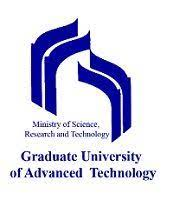 Ministry of Science,
Research and Technology
Graduate University
of Advanced Technology